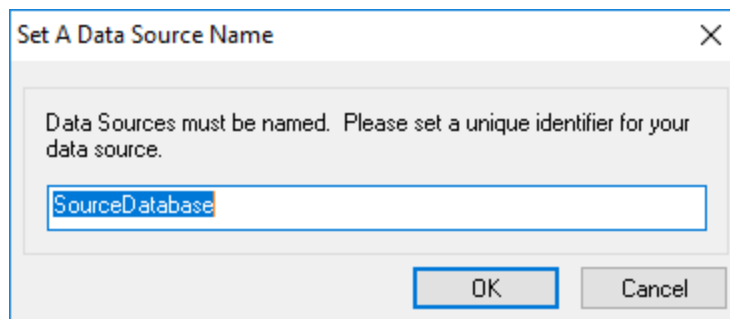 Set A Data Source Name
Data Sources must be named.  Please set a unique identifier for your
data source.
SourceDatabase
OK
Cancel